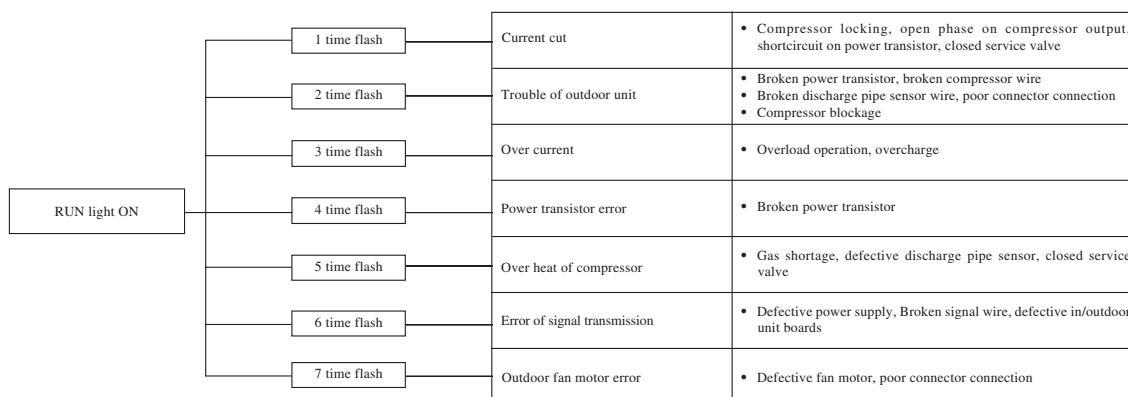 RUN light ON
1 time flash
Current cut
• Compressor locking, open phase on compressor output,
shortcircuit on power transistor, closed service valve
2 time flash
Trouble of outdoor unit
• Broken power transistor, broken compressor wire
• Broken discharge pipe sensor wire, poor connector connection
• Compressor blockage
3 time flash
Over current
• Overload operation, overcharge
4 time flash
Power transistor error
• Broken power transistor
5 time flash
Over heat of compressor
• Gas shortage, defective discharge pipe sensor, closed service
valve
6 time flash
Error of signal transmission
• Defective power supply, Broken signal wire, defective in/outdoor
unit boards
7 time flash
Outdoor fan motor error
• Defective fan motor, poor connector connection